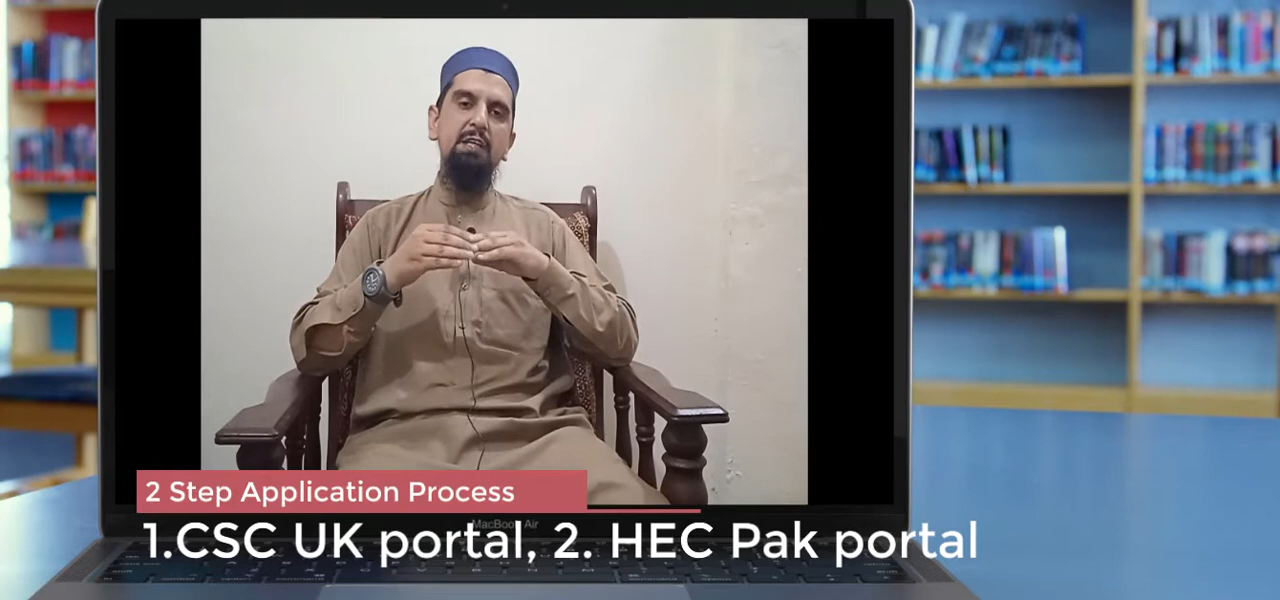 2 Step Application Process
MacBook Air
1.CSC UK portal, 2. HEC Pak portal